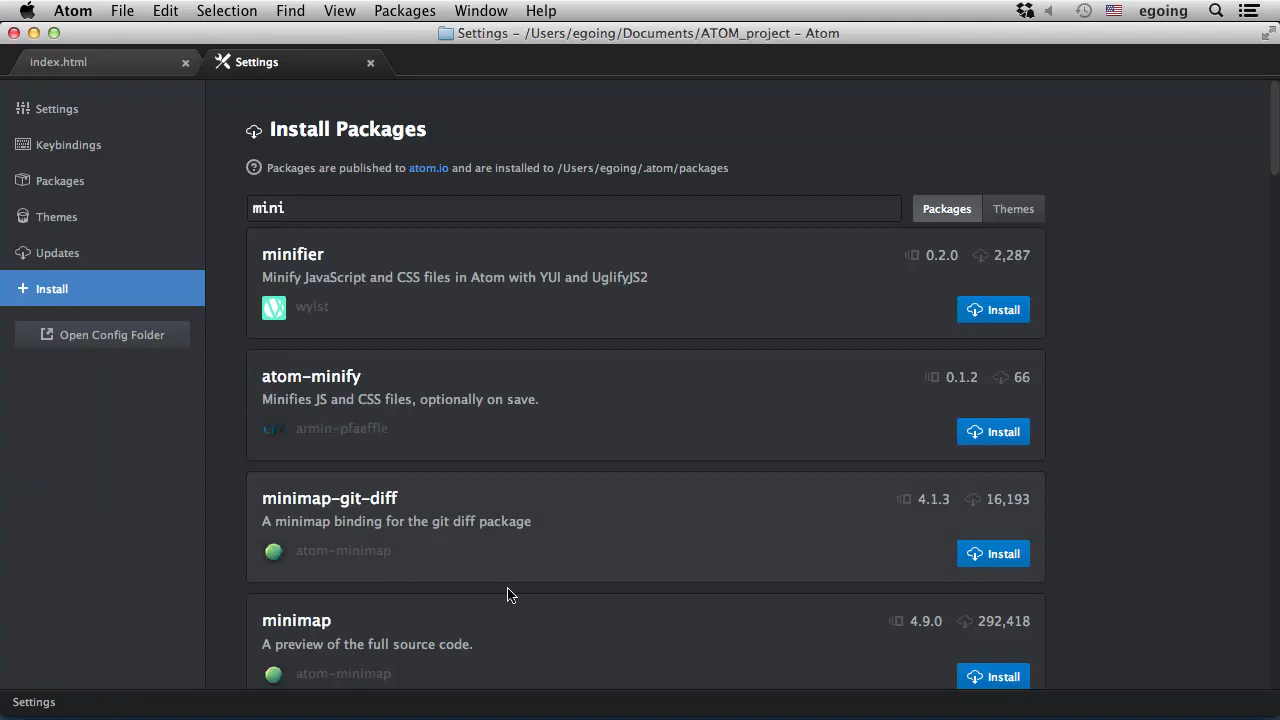 Atom File Edit Selection Find View Packages Window Help egoing
Settings – /Users/egoing/Documents/ATOM_project – Atom
index.html Settings
Settings
Keybindings
Packages
Themes
Updates
Install
Open Config Folder
Install Packages
Packages are published to atom.io and are installed to /Users/egoing/.atom/packages
mini Packages Themes
minifier 0.2.0 2,287
Minify JavaScript and CSS files in Atom with YUI and UglifyJS2
wylst Install
atom-minify 0.1.2 66
Minifies JS and CSS files, optionally on save.
armin-pfaeffle Install
minimap-git-diff 4.1.3 16,193
A minimap binding for the git diff package
atom-minimap Install
minimap 4.9.0 292,418
A preview of the full source code.
atom-minimap Install
Settings